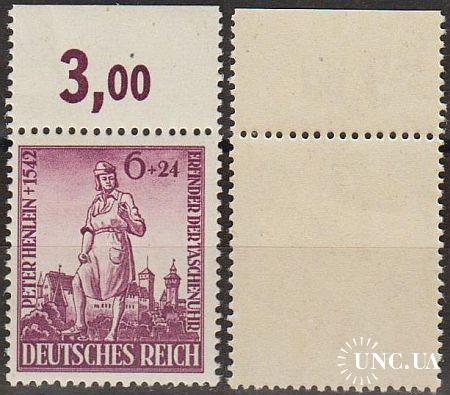 3,00
6+24
PETER HENLEIN + 1542
ERFINDER DER TASCHENUHR
DEUTSCHES REICH
UNC.UA